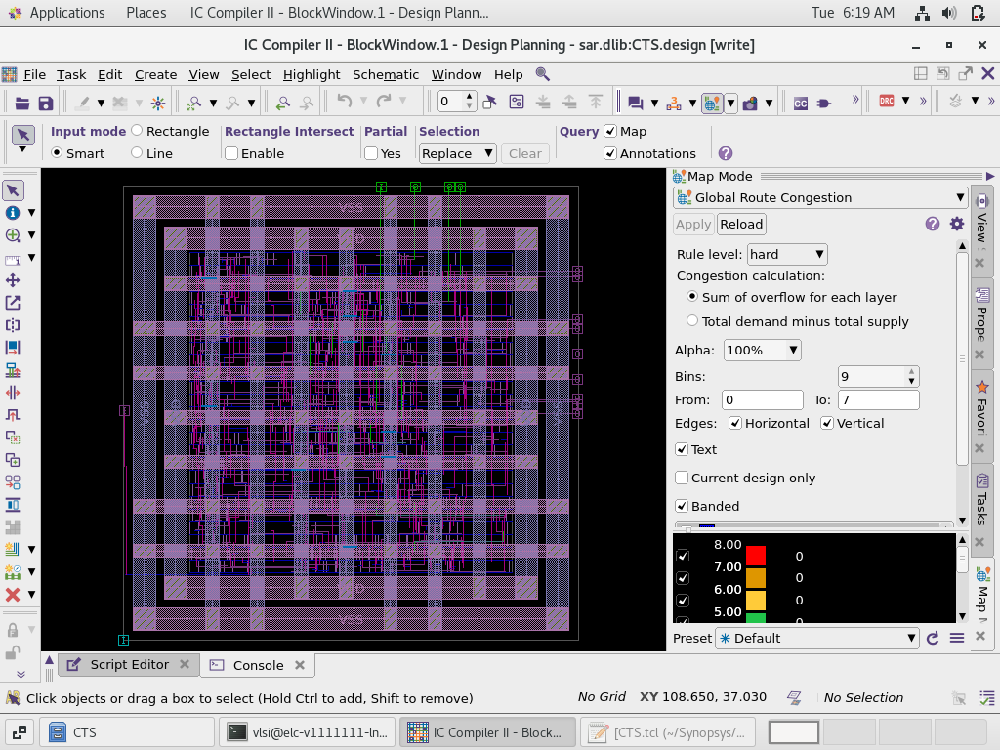 Applications Places IC Compiler II - BlockWindow.1 - Design Plann... Tue 6:19 AM
IC Compiler II - BlockWindow.1 - Design Planning - sar.dlib:CTS.design [write]
File Task Edit Create View Select Highlight Schematic Window Help
0 CC DRC » »
Input mode Rectangle Rectangle Intersect Partial Selection Query Map
Smart Line Enable Yes Replace Clear Annotations
Map Mode
Global Route Congestion
Apply Reload
Rule level: hard
Congestion calculation:
Sum of overflow for each layer
Total demand minus total supply
Alpha: 100%
Bins: 9
From: 0 To: 7
Edges: Horizontal Vertical
Text
Current design only
Banded
8.00
0
7.00
0
6.00
0
5.00
0
View
Prope
Favori
Tasks
Map
VSS
VSS
VSS
Preset Default
Script Editor Console
Click objects or drag a box to select (Hold Ctrl to add, Shift to remove) No Grid XY 108.650, 37.030 No Selection
CTS vlsi@elc-v1111111-ln... IC Compiler II - Block... [CTS.tcl (~/Synopsys/...